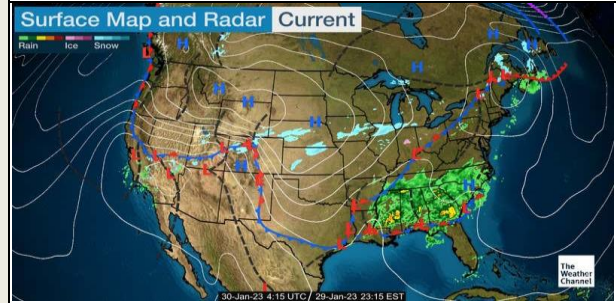 Surface Map and Radar Current
Rain Ice Snow
H
H
H
L
H
H
H
H
L
L
L
L
H
H
L
L
L
L
L
L
The
Weather
Channel
30-Jan-23 4:15 UTC / 29-Jan-23 23:15 EST